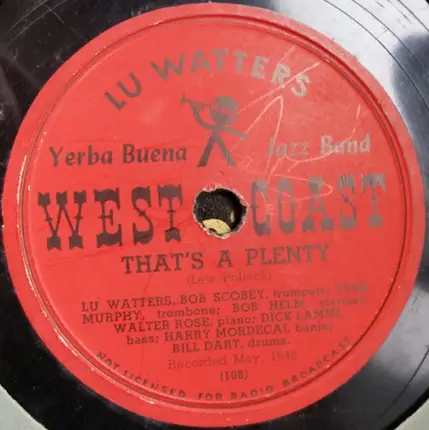 LU WATTERS
Yerba Buena Jazz Band
WEST COAST
THAT'S A PLENTY
(Lew Pollack)
LU WATTERS, BOB SCOBEY, trumpets; TURK
MURPHY, trombone; BOB HELM, clarinet;
WALTER ROSE, piano; DICK LAMMI,
bass; HARRY MORDECAI, banjo;
BILL DART, drums.
Recorded May, 1946
(108)
NOT LICENSED FOR RADIO BROADCAST